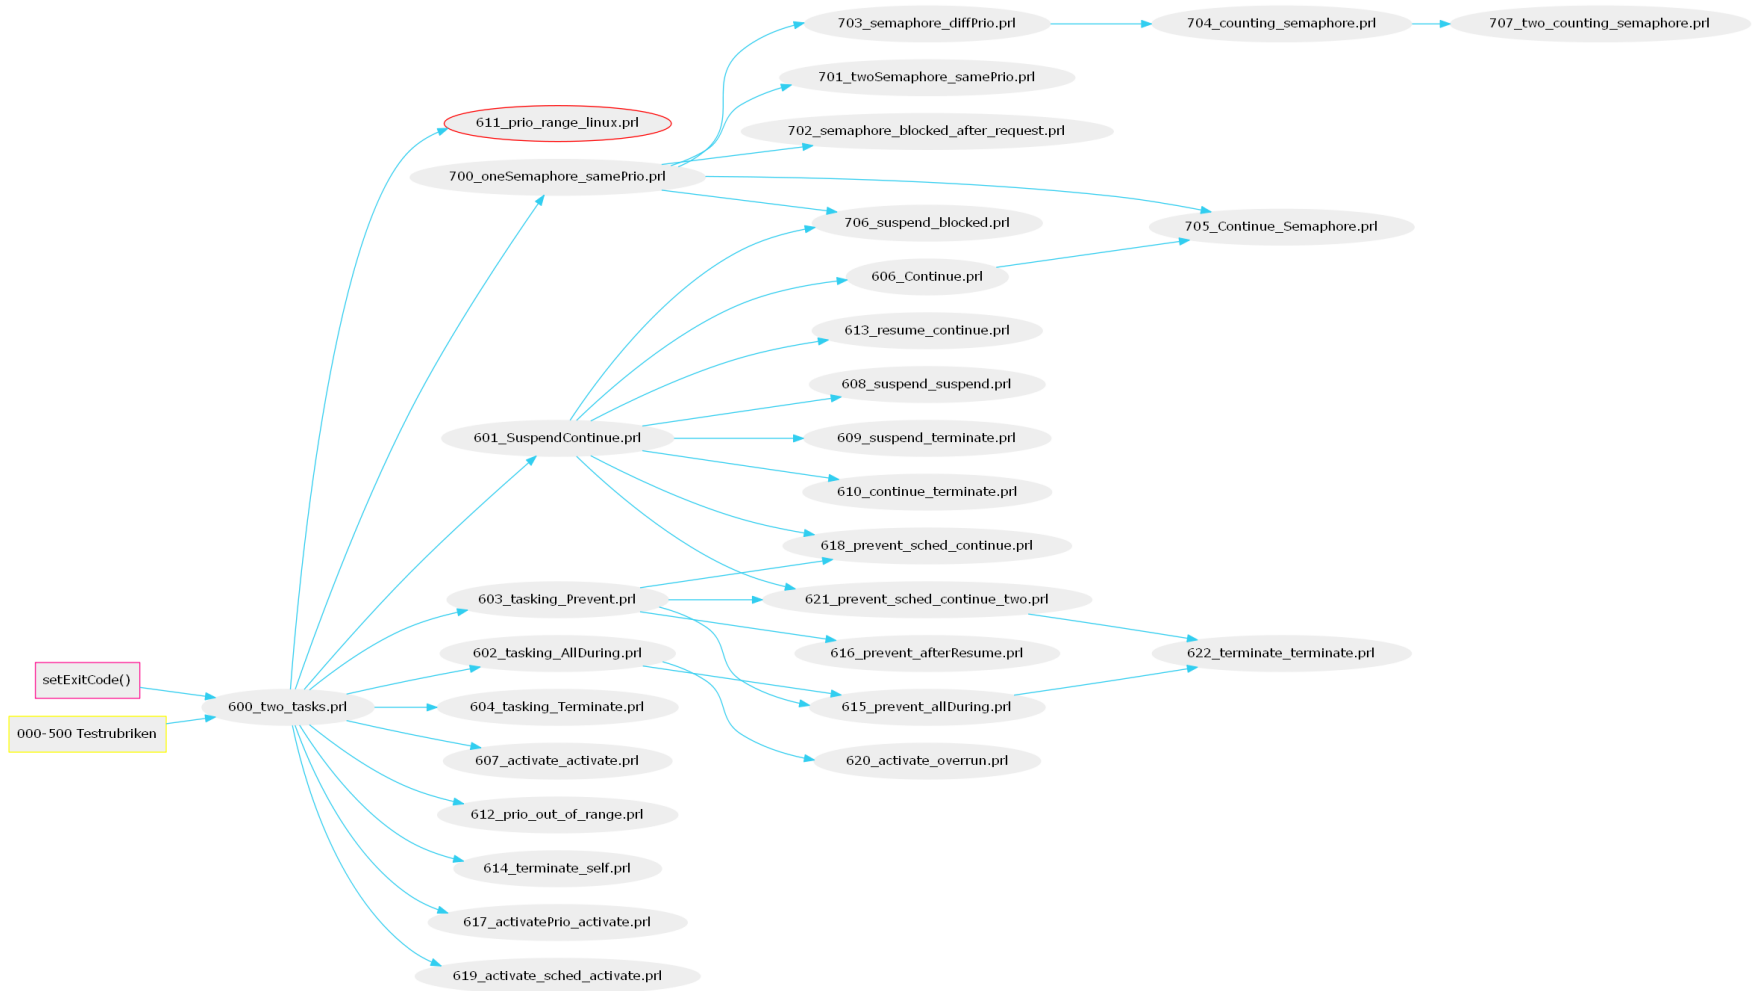 703_semaphore_diffPrio.prl
704_counting_semaphore.prl
707_two_counting_semaphore.prl
701_twoSemaphore_samePrio.prl
611_prio_range_linux.prl
702_semaphore_blocked_after_request.prl
700_oneSemaphore_samePrio.prl
706_suspend_blocked.prl
705_Continue_Semaphore.prl
606_Continue.prl
613_resume_continue.prl
608_suspend_suspend.prl
601_SuspendContinue.prl
609_suspend_terminate.prl
610_continue_terminate.prl
618_prevent_sched_continue.prl
603_tasking_Prevent.prl
621_prevent_sched_continue_two.prl
602_tasking_AllDuring.prl
616_prevent_afterResume.prl
622_terminate_terminate.prl
setExitCode()
600_two_tasks.prl
604_tasking_Terminate.prl
615_prevent_allDuring.prl
000-500 Testrubriken
607_activate_activate.prl
620_activate_overrun.prl
612_prio_out_of_range.prl
614_terminate_self.prl
617_activatePrio_activate.prl
619_activate_sched_activate.prl